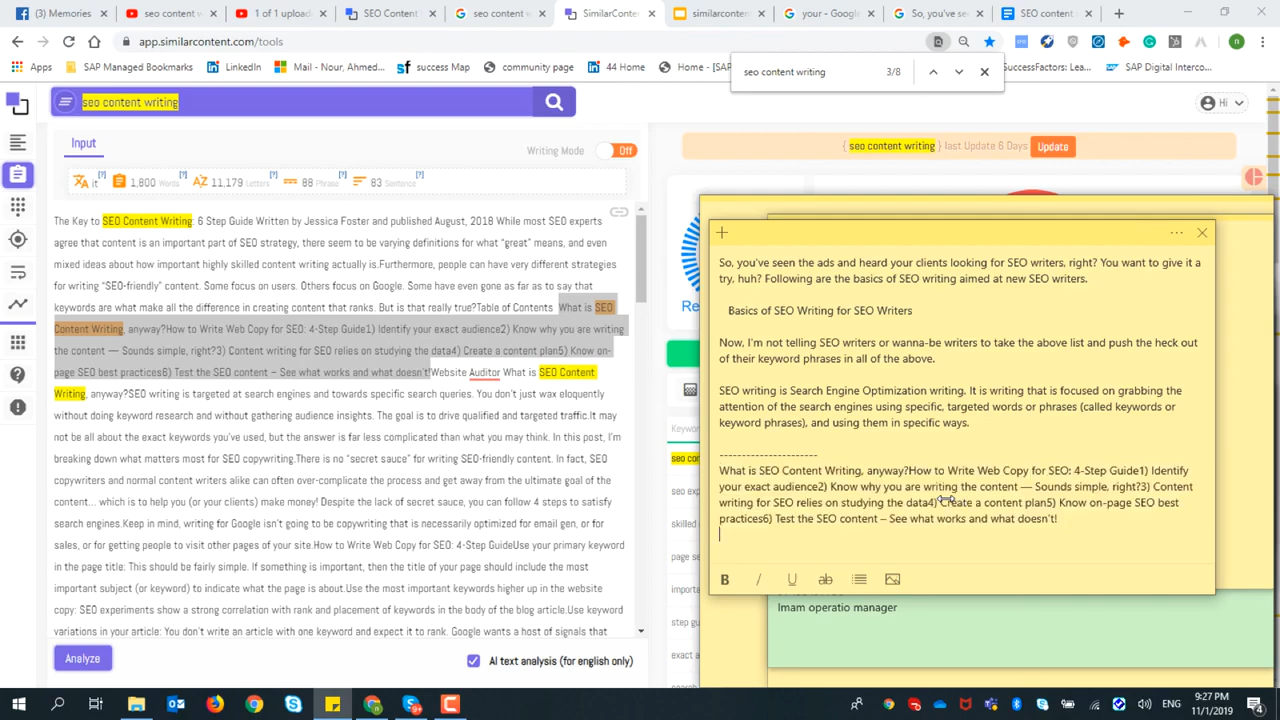 (1) Memories
seo content w
1 of 1 upload
SEO Content
seo content w
SimilarConten
similarconten
your - Google
So, you've see
SEO content
app.similarcontent.com/tools
Apps
SAP Managed Bookmarks
LinkedIn
Mail - Nour, Ahmed...
success Map
community page
44 Home
Home - [SAP
SuccessFactors: Lea...
SAP Digital Interco...
seo content writing 3/8
seo content writing
Hi
Input
Writing Mode Off
it [?] 1,800 Words [?] 11,179 Letters [?] 88 Phrase [?] 83 Sentence [?]
The Key to SEO Content Writing: 6 Step Guide Written by Jessica Foster and published August, 2018 While most SEO experts
agree that content is an important part of SEO strategy, there seem to be varying definitions for what “great” means, and even
mixed ideas about how important highly skilled content writing actually is.Furthermore, people can have very different strategies
for writing “SEO-friendly” content. Some focus on users. Others focus on Google. Some have even gone as far as to say that
keywords are what make all the difference in creating content that ranks. But is that really true?Table of Contents What is SEO
Content Writing, anyway?How to Write Web Copy for SEO: 4-Step Guide1) Identify your exact audience2) Know why you are writing
the content — Sounds simple, right?3) Content writing for SEO relies on studying the data4) Create a content plan5) Know on-
page SEO best practices6) Test the SEO content – See what works and what doesn't!Website Auditor What is SEO Content
Writing, anyway?SEO writing is targeted at search engines and towards specific search queries. You don't just wax eloquently
without doing keyword research and without gathering audience insights. The goal is to drive qualified and targeted traffic.It may
not be all about the exact keywords you've used, but the answer is far less complicated than what you may think. In this post, I'm
breaking down what matters most for SEO copywriting.There is no “secret sauce” for writing SEO-friendly content. In fact, SEO
copywriters and normal content writers alike can overcomplicate the process and get away from the ultimate goal of the
content... which is to help you (or your clients) make money! Despite the lack of secret sauce, you can follow 4 steps to satisfy
search engines.Keep in mind, writing for Google isn't going to be copywriting that is necessarily optimized for email gen, or for
sales, or for getting people to visit other pages of your site.How to Write Web Copy for SEO: 4-Step GuideUse your primary keyword
in the page title: This should be fairly simple. If something is important, then the title of your page should include the most
important subject (or keyword) to indicate what the page is about.Use the most important keywords higher up in the website
copy: SEO experiments show a strong correlation with rank and placement of keywords in the body of the blog article.Use keyword
variations in your article: You don't write an article with one keyword and expect it to rank. Google wants a host of signals that
Analyze
AI text analysis (for english only)
{ seo content writing } last Update 6 Days Update
Re
Keywo
seo con
seo exp
skilled
page se
importa
step gu
exact a
search
So, you've seen the ads and heard your clients looking for SEO writers, right? You want to give it a
try, huh? Following are the basics of SEO writing aimed at new SEO writers.
Basics of SEO Writing for SEO Writers
Now, I'm not telling SEO writers or wanna-be writers to take the above list and push the heck out
of their keyword phrases in all of the above.
SEO writing is Search Engine Optimization writing. It is writing that is focused on grabbing the
attention of the search engines using specific, targeted words or phrases (called keywords or
keyword phrases), and using them in specific ways.
----------------------
What is SEO Content Writing, anyway?How to Write Web Copy for SEO: 4-Step Guide1) Identify
your exact audience2) Know why you are writing the content — Sounds simple, right?3) Content
writing for SEO relies on studying the data4) Create a content plan5) Know on-page SEO best
practices6) Test the SEO content – See what works and what doesn't!
B / U ab
Imam operatio manager
ENG
9:27 PM
11/1/2019